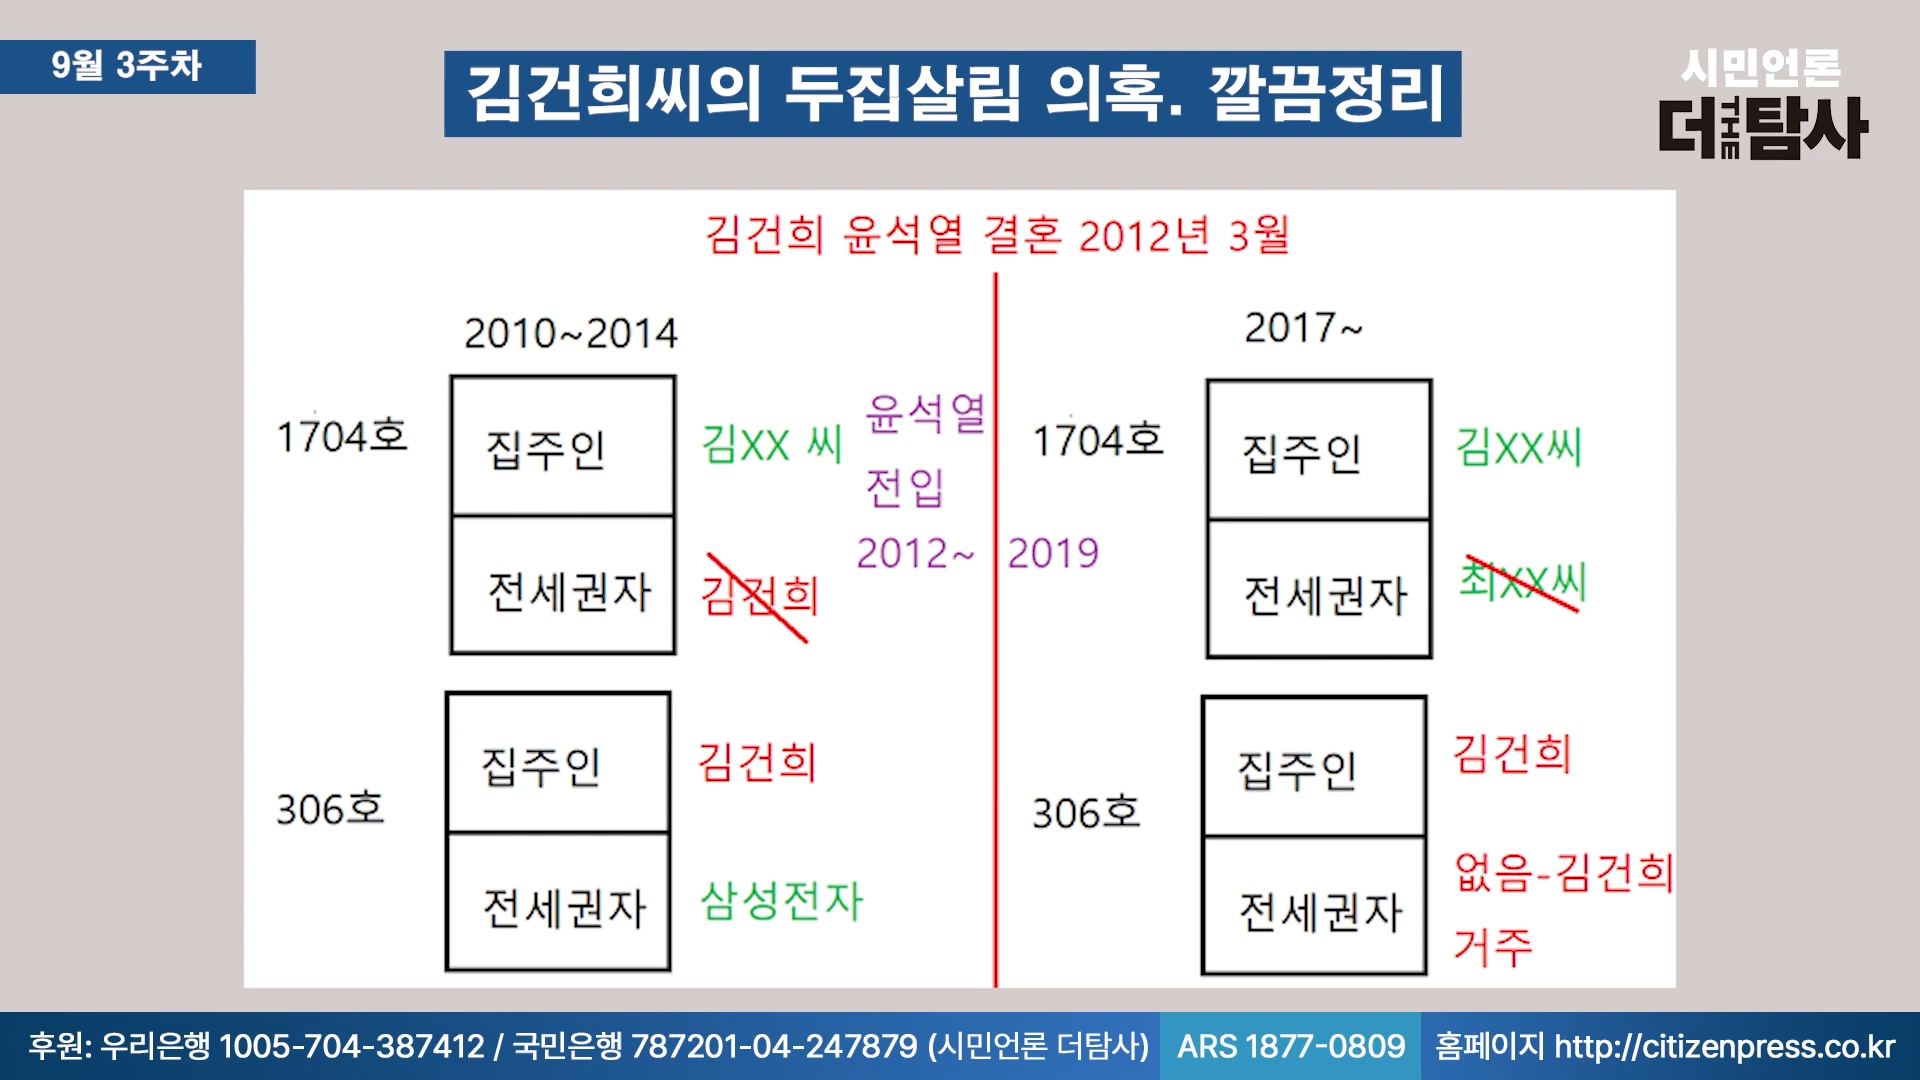 9월 3주차
김건희씨의 두집살림 의혹. 깔끔정리
시민언론
더THE탐사
김건희 윤석열 결혼 2012년 3월
2010~2014
1704호
집주인
김XX 씨
전세권자
김건희
윤석열
전입
2012~ 2019
306호
집주인
김건희
전세권자
삼성전자
2017~
1704호
집주인
김XX씨
전세권자
최XX씨
306호
집주인
김건희
전세권자
없음-김건희
거주
후원: 우리은행 1005-704-387412 / 국민은행 787201-04-247879 (시민언론 더탐사) ARS 1877-0809 홈페이지 http://citizenpress.co.kr